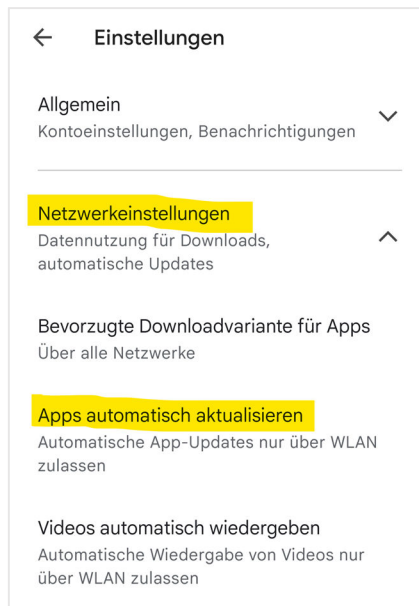 Einstellungen
Allgemein
Kontoeinstellungen, Benachrichtigungen
Netzwerkeinstellungen
Datennutzung für Downloads,
automatische Updates
Bevorzugte Downloadvariante für Apps
Über alle Netzwerke
Apps automatisch aktualisieren
Automatische App-Updates nur über WLAN
zulassen
Videos automatisch wiedergeben
Automatische Wiedergabe von Videos nur
über WLAN zulassen